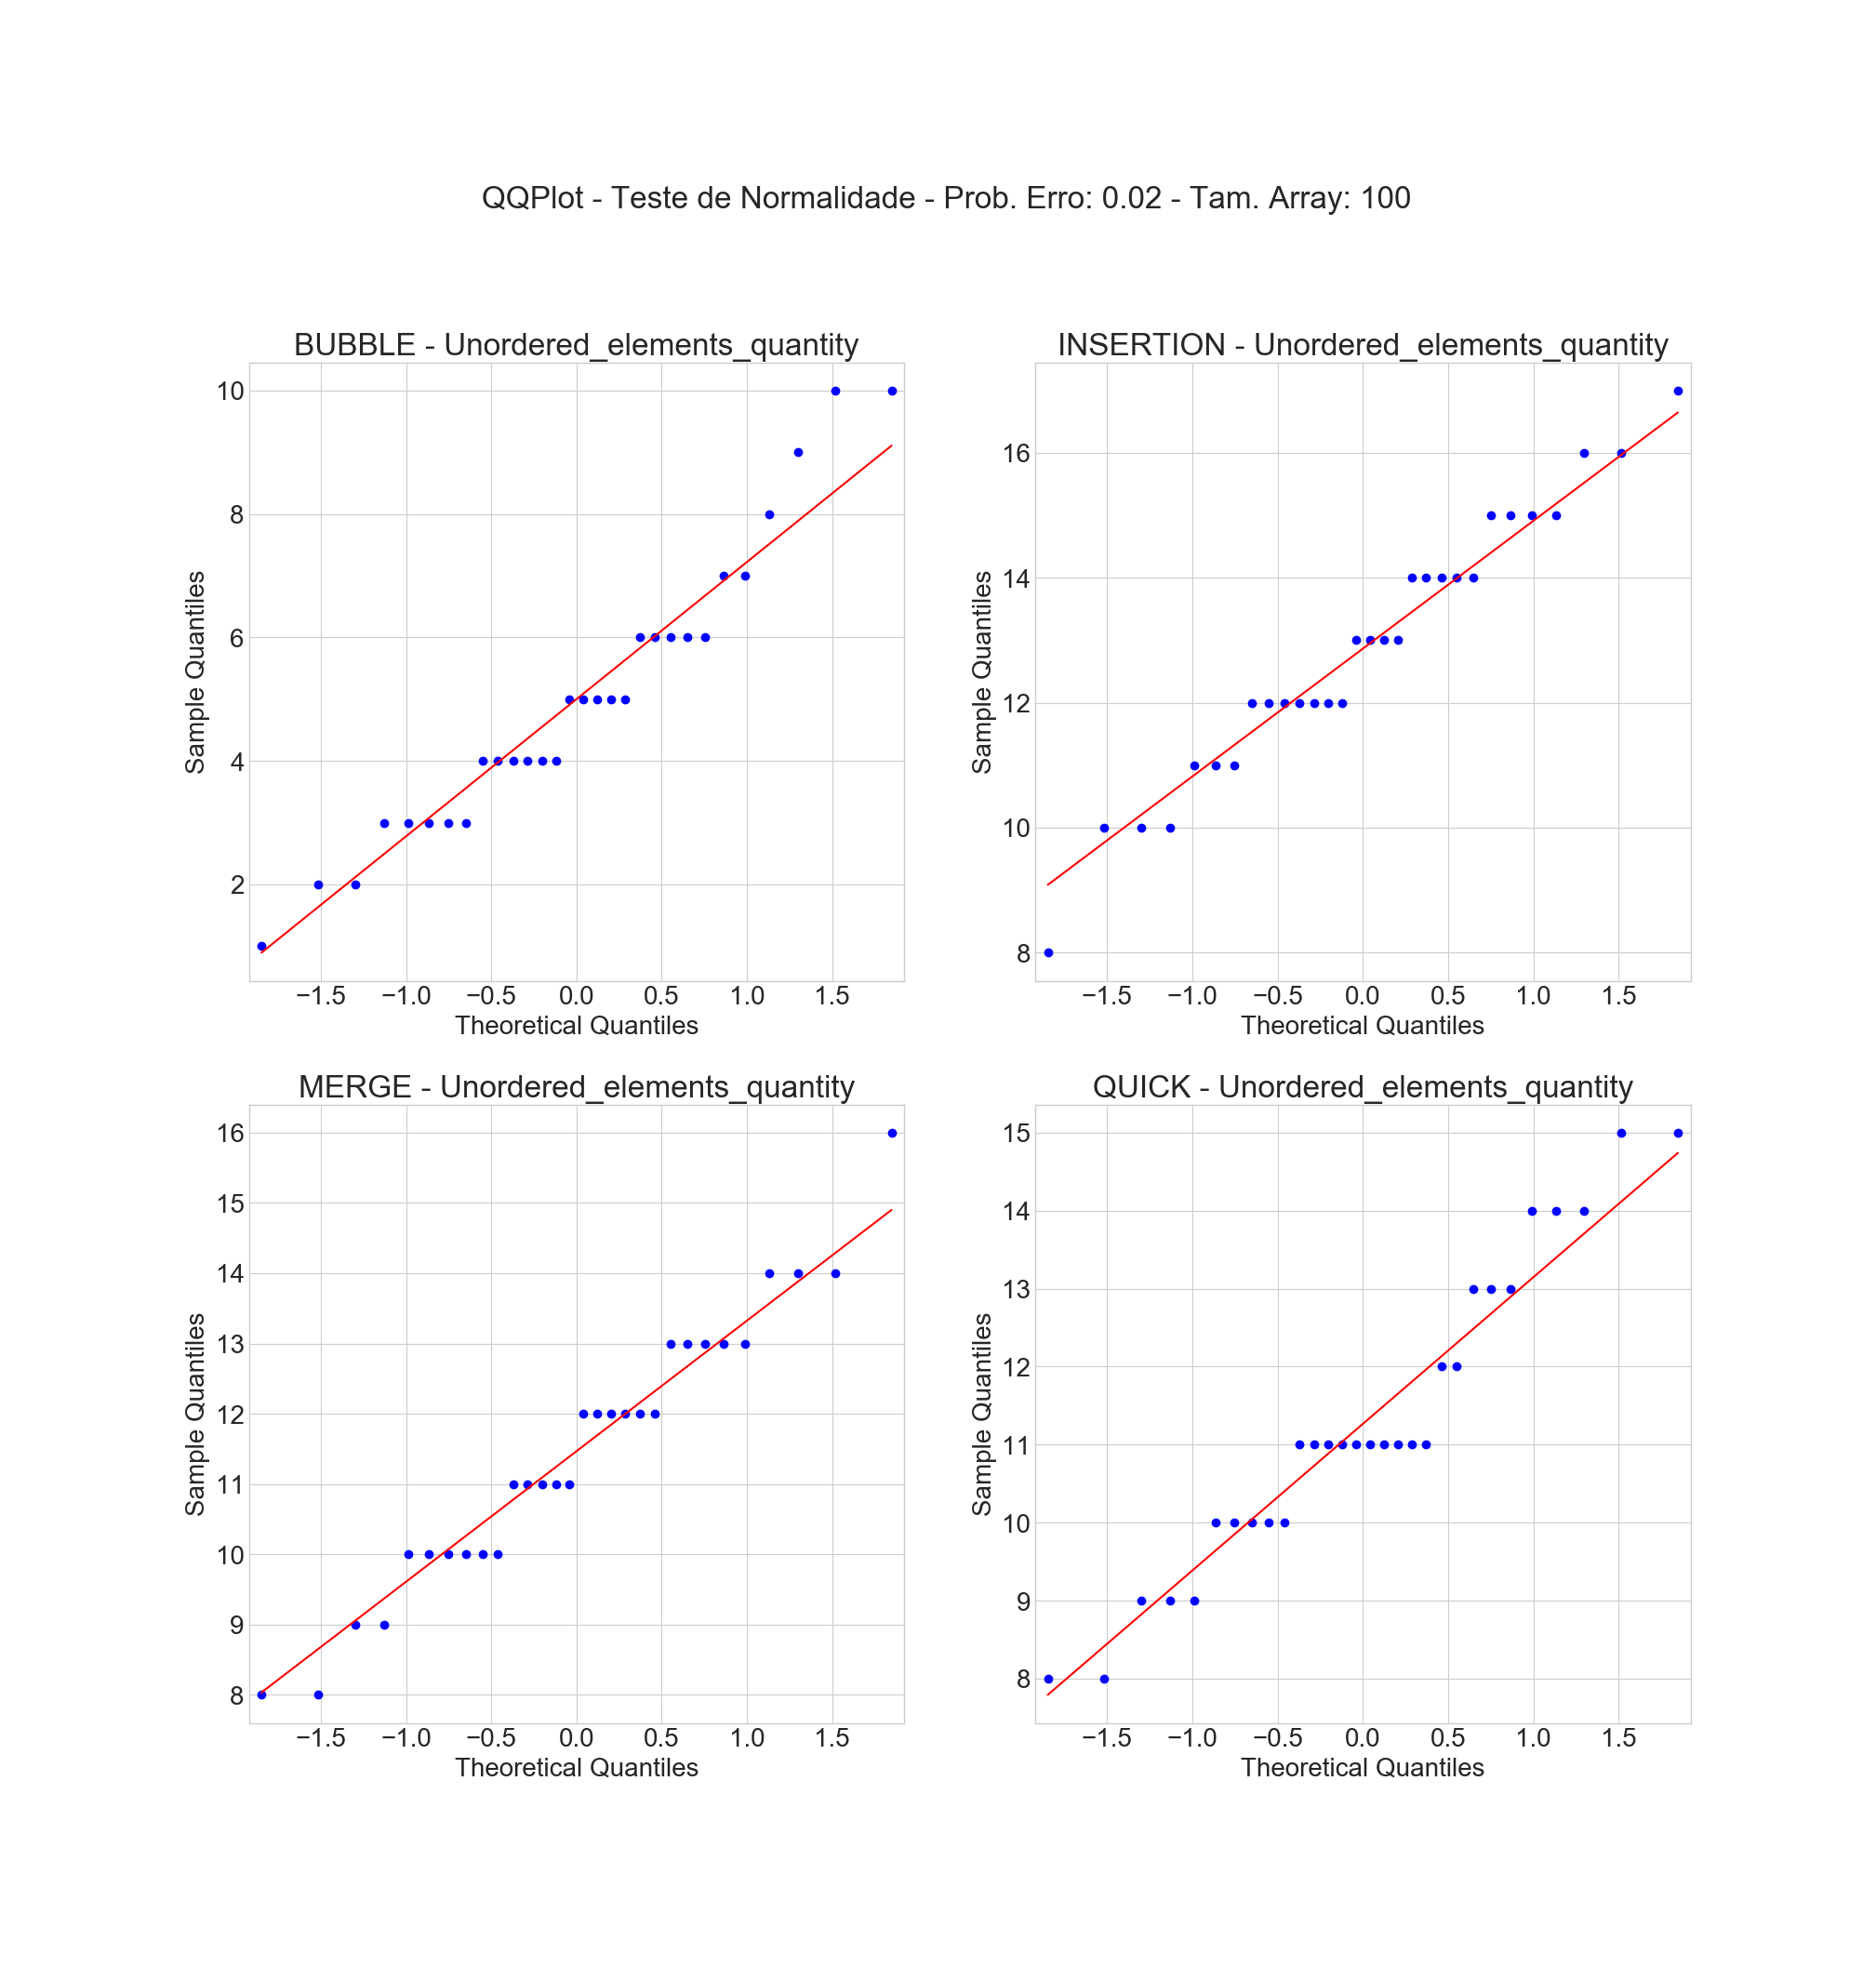 QQPlot - Teste de Normalidade - Prob. Erro: 0.02 - Tam. Array: 100
BUBBLE - Unordered_elements_quantity
10
8
6
4
2
Sample Quantiles
−1.5 −1.0 −0.5 0.0 0.5 1.0 1.5
Theoretical Quantiles
INSERTION - Unordered_elements_quantity
16
14
12
10
8
Sample Quantiles
−1.5 −1.0 −0.5 0.0 0.5 1.0 1.5
Theoretical Quantiles
MERGE - Unordered_elements_quantity
16
15
14
13
12
11
10
9
8
Sample Quantiles
−1.5 −1.0 −0.5 0.0 0.5 1.0 1.5
Theoretical Quantiles
QUICK - Unordered_elements_quantity
15
14
13
12
11
10
9
8
Sample Quantiles
−1.5 −1.0 −0.5 0.0 0.5 1.0 1.5
Theoretical Quantiles